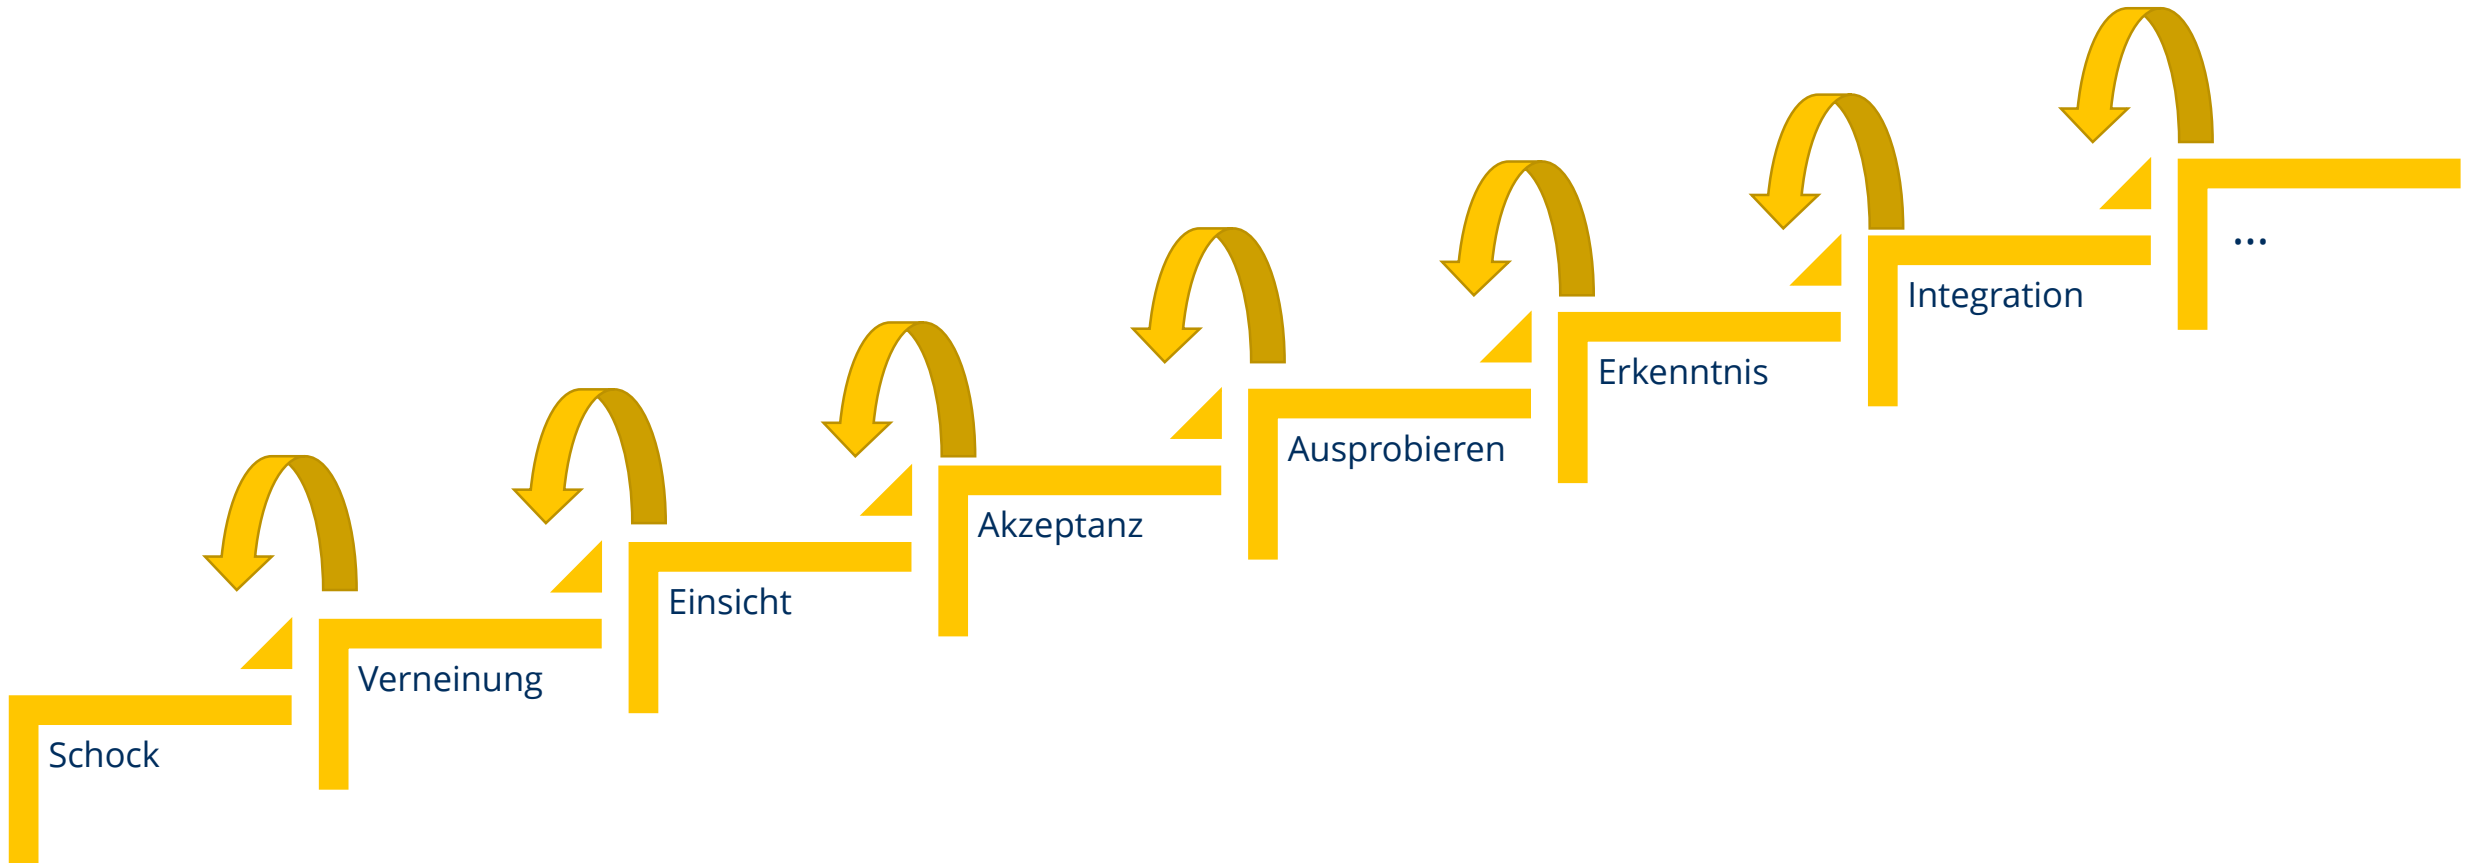 Schock
Verneinung
Einsicht
Akzeptanz
Ausprobieren
Erkenntnis
Integration
...